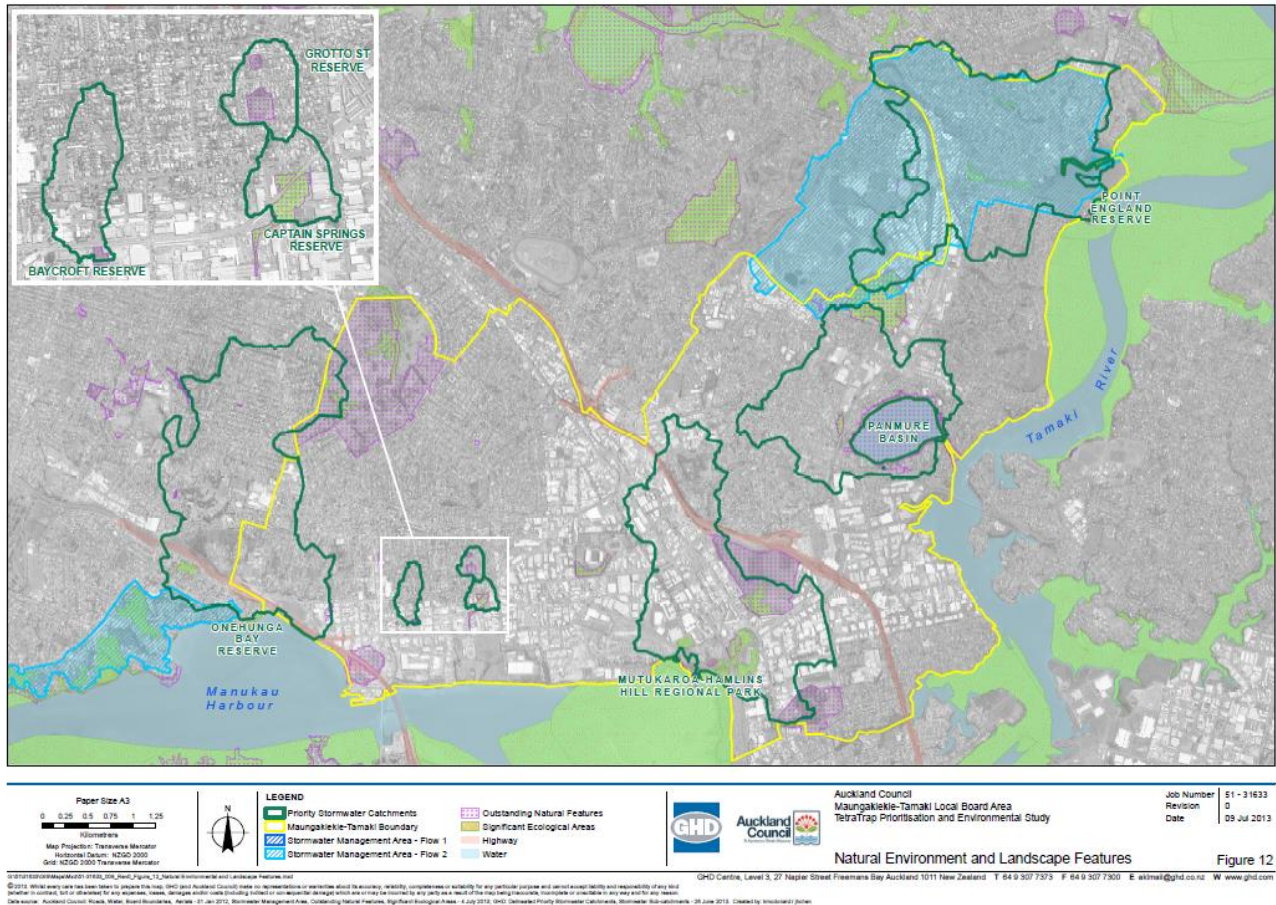 GROTTO ST
RESERVE
CAPTAIN SPRINGS
RESERVE
BAYCROFT RESERVE
POINT
ENGLAND
RESERVE
Tamaki River
PANMURE
BASIN
ONEHUNGA
BAY
RESERVE
Manukau
Harbour
MUTUKAROA HAMLINS
HILL REGIONAL PARK
Paper Size A3
0 0.25 0.5 0.75 1 1.25
Kilometres
Map Projection: Transverse Mercator
Horizontal Datum: NZGD 2000
Grid: NZGD 2000 Transverse Mercator
N
LEGEND
Priority Stormwater Catchments
Maungakiekie-Tamaki Boundary
Stormwater Management Area - Flow 1
Stormwater Management Area - Flow 2
Outstanding Natural Features
Significant Ecological Areas
Highway
Water
GHD
Auckland
Council
Auckland Council
Maungakiekie-Tamaki Local Board Area
TetraTrap Prioritisation and Environmental Study
Natural Environment and Landscape Features
Job Number 51 - 31633
Revision 0
Date 09 Jul 2013
Figure 12
GHD Centre, Level 3, 27 Napier Street Freemans Bay Auckland 1011 New Zealand T 64 9 307 7373 F 64 9 307 7300 E aklmail@ghd.co.nz W www.ghd.com